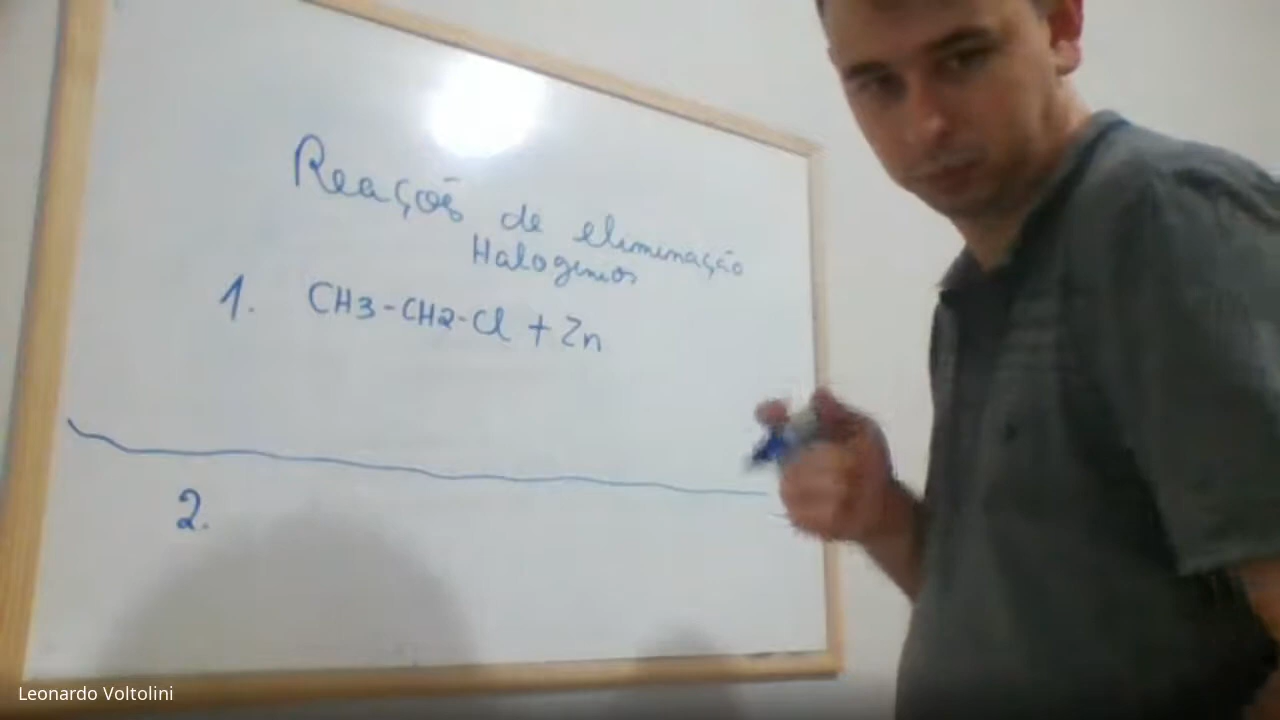 Reações de eliminação
Halogênios
1. CH3-CH2-Cl + Zn
2.
Leonardo Voltolini